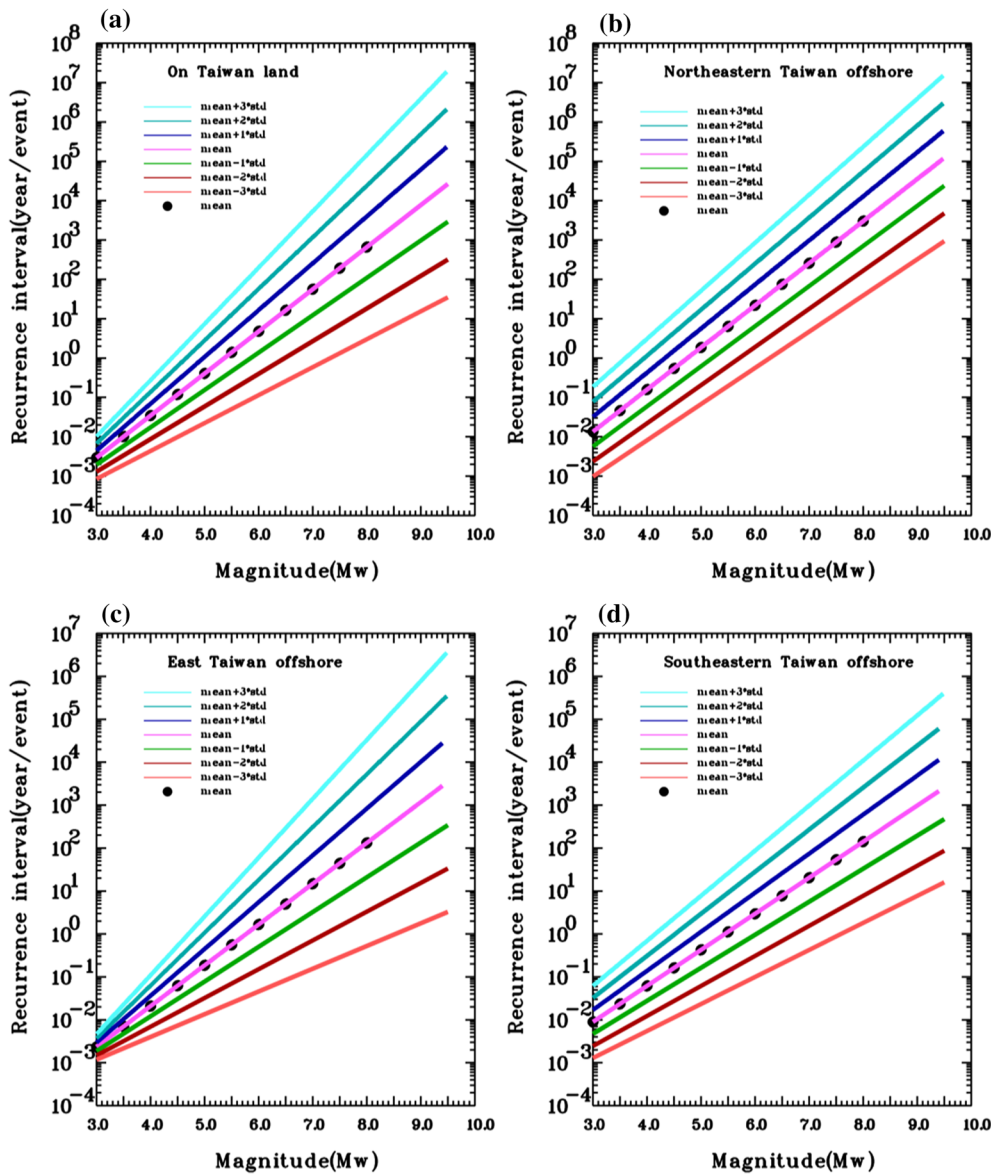 (a)
On Taiwan land
mean+3*std
mean+2*std
mean+1*std
mean
mean-1*std
mean-2*std
mean-3*std
mean
Recurrence interval(year/event)
10^8
10^7
10^6
10^5
10^4
10^3
10^2
10^1
10^0
10^-1
10^-2
10^-3
10^-4
3.0 4.0 5.0 6.0 7.0 8.0 9.0 10.0
Magnitude(Mw)
(b)
Northeastern Taiwan offshore
mean+3*std
mean+2*std
mean+1*std
mean
mean-1*std
mean-2*std
mean-3*std
mean
Recurrence interval(year/event)
10^8
10^7
10^6
10^5
10^4
10^3
10^2
10^1
10^0
10^-1
10^-2
10^-3
10^-4
3.0 4.0 5.0 6.0 7.0 8.0 9.0 10.0
Magnitude(Mw)
(c)
East Taiwan offshore
mean+3*std
mean+2*std
mean+1*std
mean
mean-1*std
mean-2*std
mean-3*std
mean
Recurrence interval(year/event)
10^7
10^6
10^5
10^4
10^3
10^2
10^1
10^0
10^-1
10^-2
10^-3
10^-4
3.0 4.0 5.0 6.0 7.0 8.0 9.0 10.0
Magnitude(Mw)
(d)
Southeastern Taiwan offshore
mean+3*std
mean+2*std
mean+1*std
mean
mean-1*std
mean-2*std
mean-3*std
mean
Recurrence interval(year/event)
10^7
10^6
10^5
10^4
10^3
10^2
10^1
10^0
10^-1
10^-2
10^-3
10^-4
3.0 4.0 5.0 6.0 7.0 8.0 9.0 10.0
Magnitude(Mw)